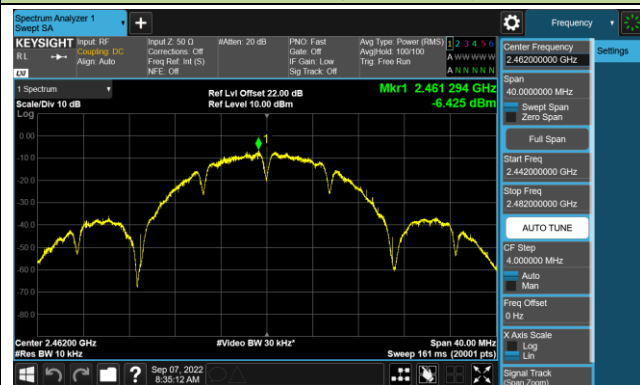 Spectrum Analyzer 1
Swept SA
+
Frequency
KEYSIGHT
RL
LXI
Input: RF
Coupling: DC
Align: Auto
Input Z: 50 Ω
Corrections: Off
Freq Ref: Int (S)
NFE: Off
#Atten: 20 dB
PNO: Fast
Gate: Off
IF Gain: Low
Sig Track: Off
Avg Type: Power (RMS)
Avg|Hold: 100/100
Trig: Free Run
1 2 3 4 5 6
A W W W W W
A N N N N N
1 Spectrum
Scale/Div 10 dB
Log
Ref Lvl Offset 22.00 dB
Ref Level 10.00 dBm
Mkr1 2.461 294 GHz
-6.425 dBm
1
0.00
-10.0
-20.0
-30.0
-40.0
-50.0
-60.0
-70.0
-80.0
Center 2.46200 GHz
#Res BW 10 kHz
#Video BW 30 kHz*
Span 40.00 MHz
Sweep 161 ms (20001 pts)
Sep 07, 2022
8:35:12 AM
?
Center Frequency
2.462000000 GHz
Span
40.0000000 MHz
Swept Span
Zero Span
Full Span
Start Freq
2.442000000 GHz
Stop Freq
2.482000000 GHz
AUTO TUNE
CF Step
4.000000 MHz
Auto
Man
Freq Offset
0 Hz
X Axis Scale
Log
Lin
Signal Track
(Span Zoom)
Settings